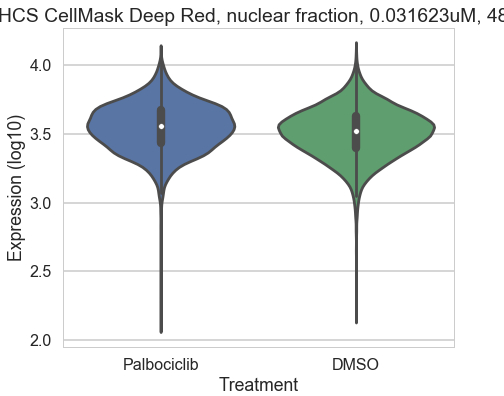 HCS CellMask Deep Red, nuclear fraction, 0.031623uM, 48
Expression (log10)
4.0
3.5
3.0
2.5
2.0
Palbociclib DMSO
Treatment